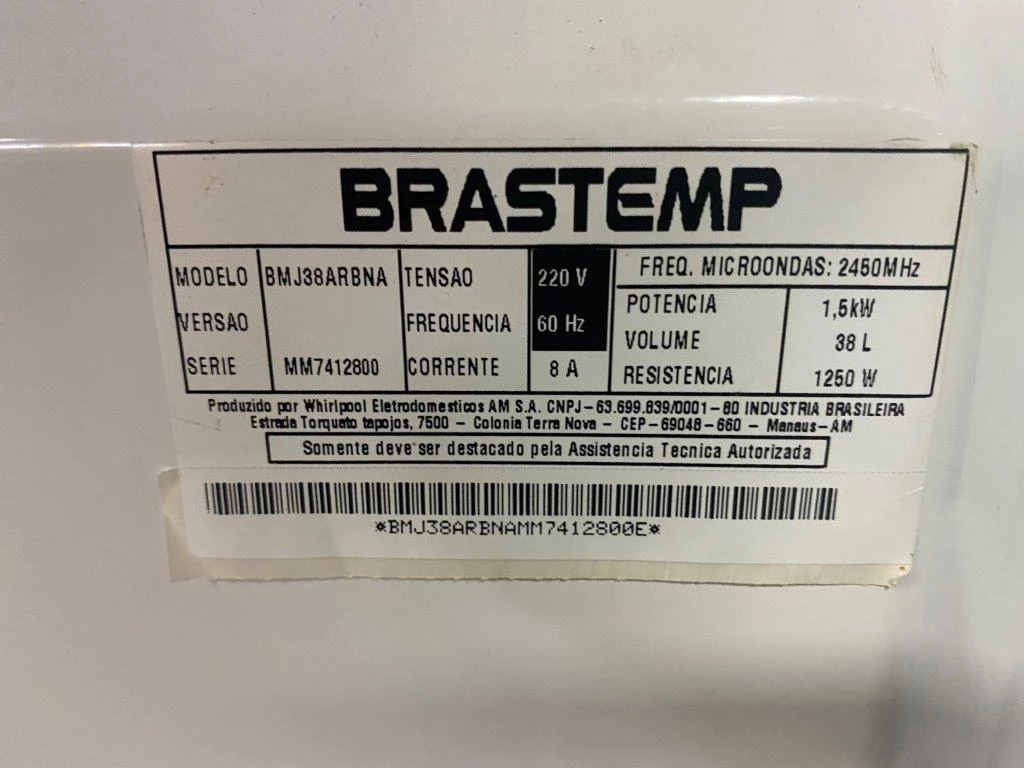 BRASTEMP
MODELO BMJ38ARBNA TENSAO 220 V FREQ. MICROONDAS: 2450MHz
VERSAO FREQUENCIA 60 Hz POTENCIA 1,5kW
VOLUME 38 L
SERIE MM7412800 CORRENTE 8 A RESISTENCIA 1250 W
Produzido por Whirlpool Eletrodomesticos AM S.A. CNPJ-63.699.839/0001-80 INDUSTRIA BRASILEIRA
Estrada Torquato tapojos, 7500 - Colonia Terra Nova - CEP-69048-660 - Manaus-AM
Somente deve ser destacado pela Assistencia Tecnica Autorizada
*BMJ38ARBNAMM7412800E*